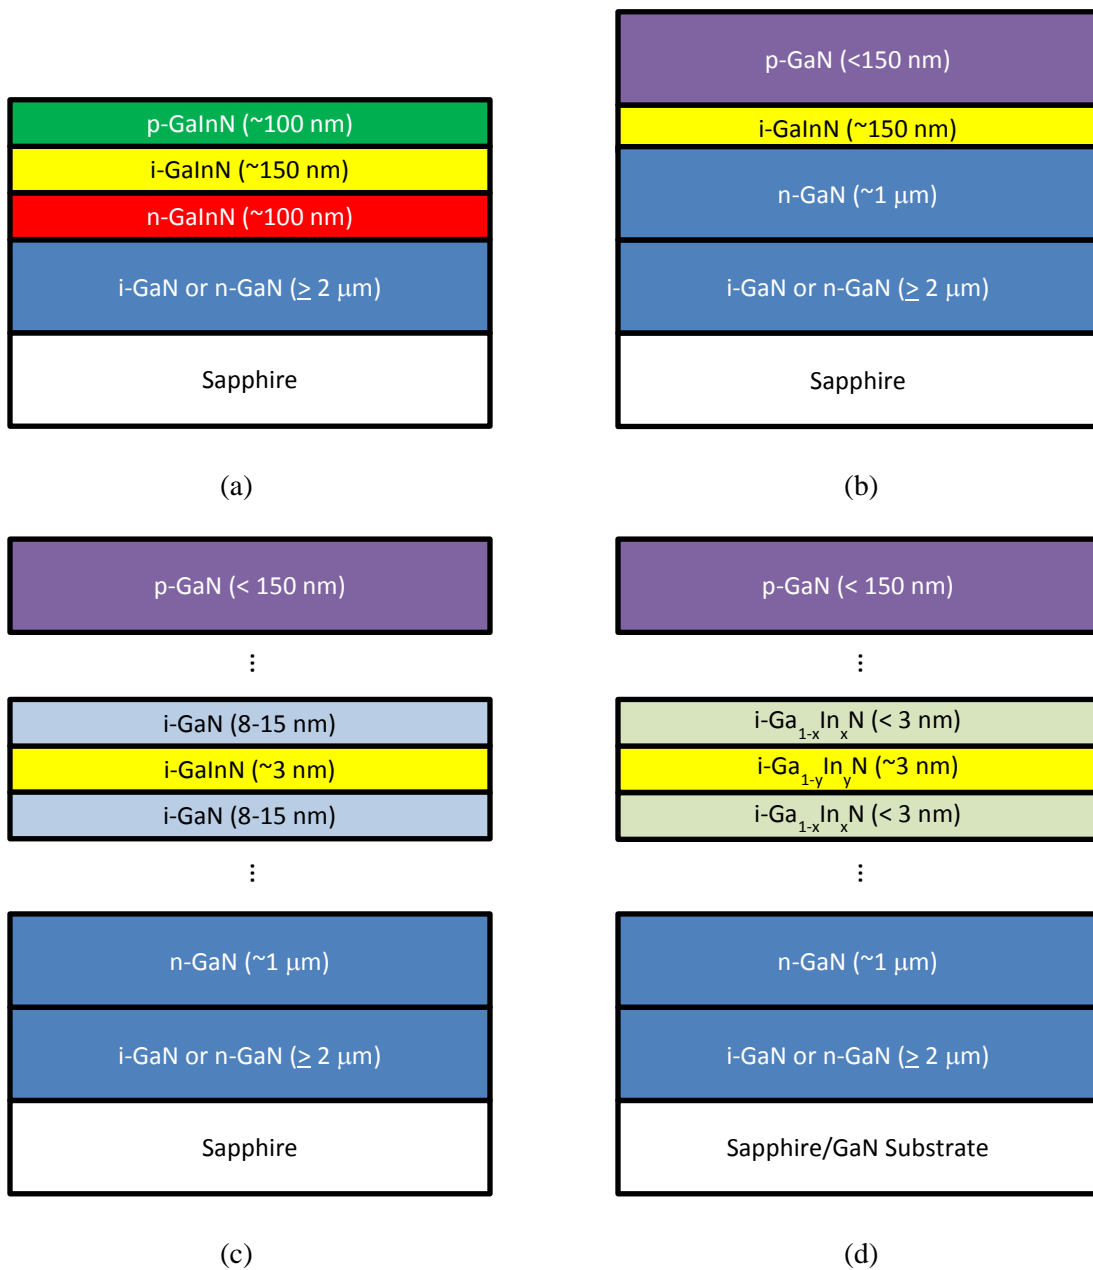 p-GaInN (~100 nm)
i-GaInN (~150 nm)
n-GaInN (~100 nm)
i-GaN or n-GaN (≥ 2 μm)
Sapphire
(a)
p-GaN (<150 nm)
i-GaInN (~150 nm)
n-GaN (~1 μm)
i-GaN or n-GaN (≥ 2 μm)
Sapphire
(b)
p-GaN (< 150 nm)
⋮
i-GaN (8-15 nm)
i-GaInN (~3 nm)
i-GaN (8-15 nm)
⋮
n-GaN (~1 μm)
i-GaN or n-GaN (≥ 2 μm)
Sapphire
(c)
p-GaN (< 150 nm)
⋮
i-Ga₁₋ₓInₓN (< 3 nm)
i-Ga_{1-y}In_yN (~3 nm)
i-Ga₁₋ₓInₓN (< 3 nm)
⋮
n-GaN (~1 μm)
i-GaN or n-GaN (≥ 2 μm)
Sapphire/GaN Substrate
(d)